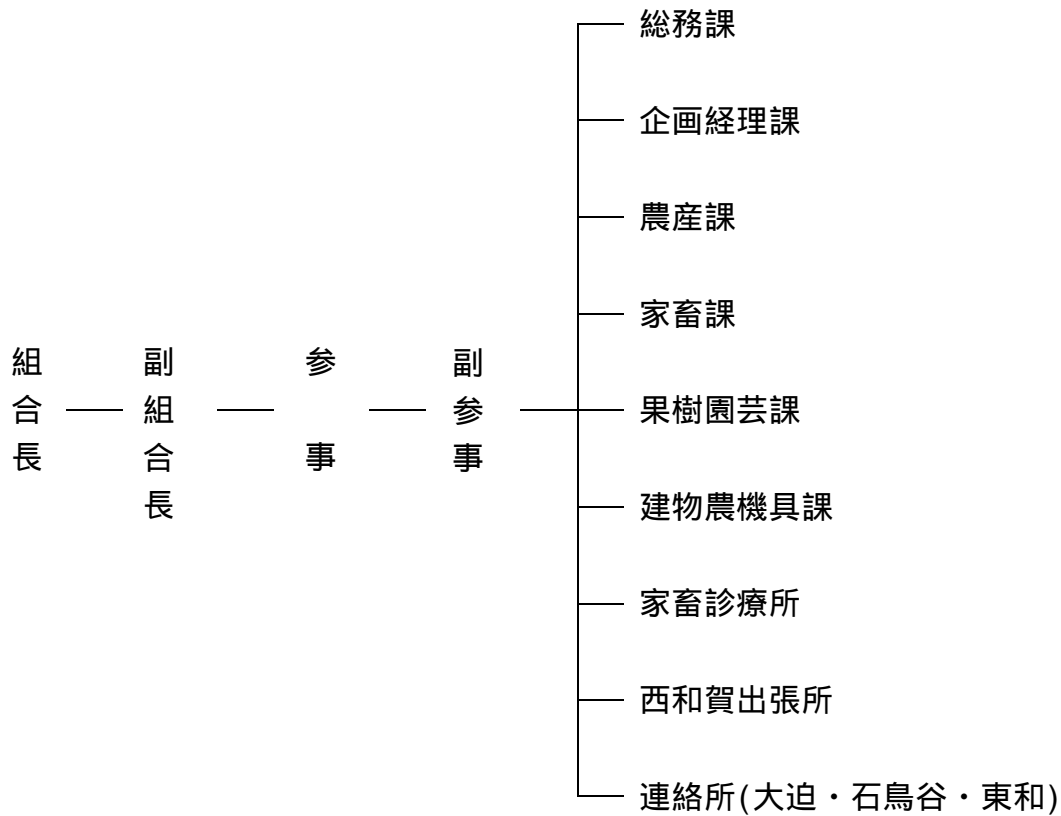 組合長
副組合長
参事
副参事
総務課
企画経理課
農産課
家畜課
果樹園芸課
建物農機具課
家畜診療所
西和賀出張所
連絡所(大迫・石鳥谷・東和)